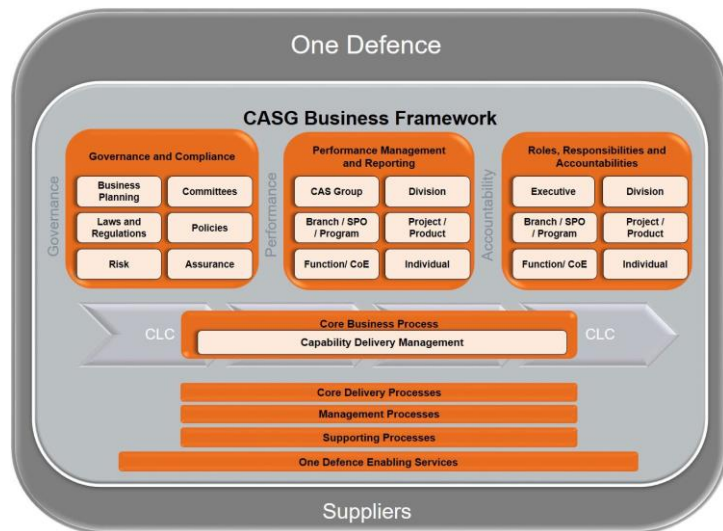 One Defence
CASG Business Framework
Governance
Governance and Compliance
Business
Planning
Committees
Laws and
Regulations
Policies
Risk
Assurance
Performance
Performance Management
and Reporting
CAS Group
Division
Branch / SPO
/ Program
Project /
Product
Function/ CoE
Individual
Accountability
Roles, Responsibilities and
Accountabilities
Executive
Division
Branch / SPO
/ Program
Project /
Product
Function/ CoE
Individual
CLC
Core Business Process
Capability Delivery Management
CLC
Core Delivery Processes
Management Processes
Supporting Processes
One Defence Enabling Services
Suppliers